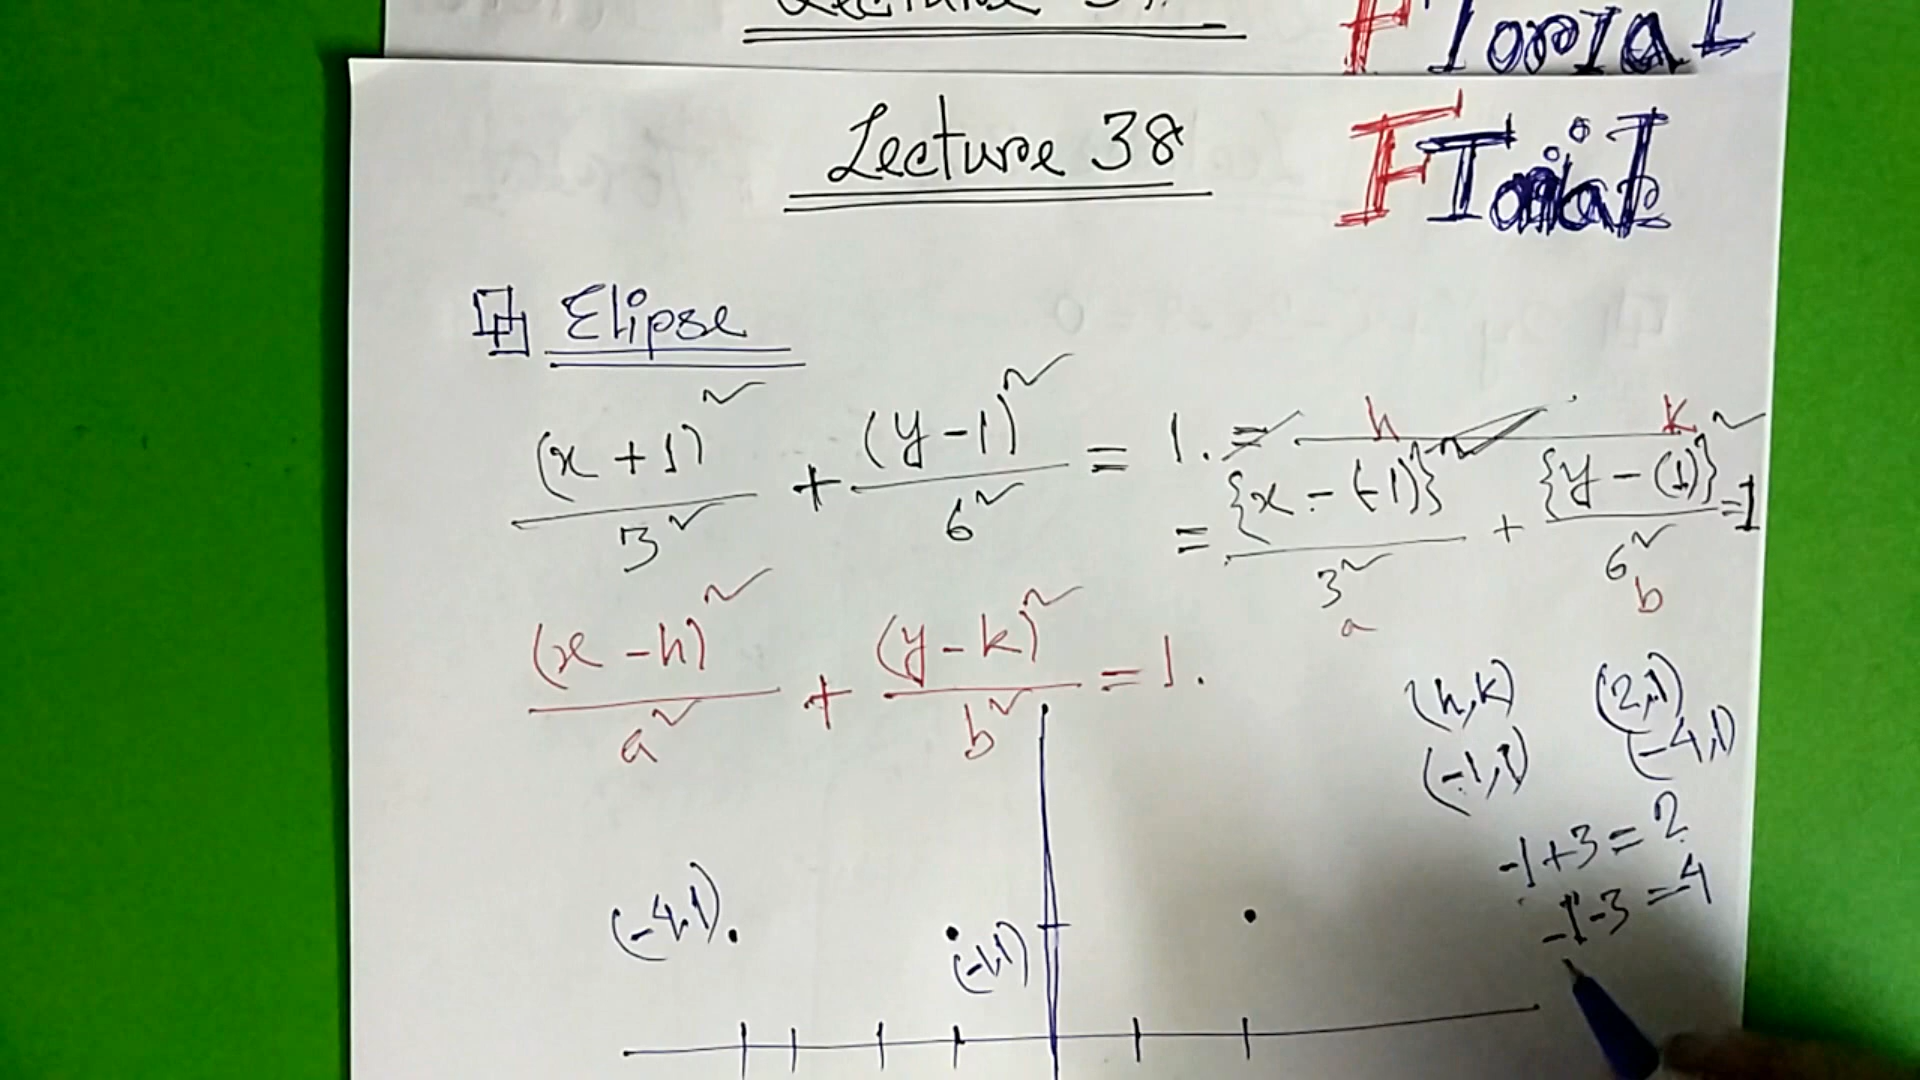 Lecture 38
Elipse
(x+1)² / 3² + (y-1)² / 6² = 1. =
= {x-(-1)}² / 3² + {y-(1)}² / 6² = 1
h k
a b
(x-h)² / a² + (y-k)² / b² = 1.
(h,k) (2,1)
(-1,1) (-4,1)
-1+3=2
-1-3=-4
(-4,1)
(-1,1)